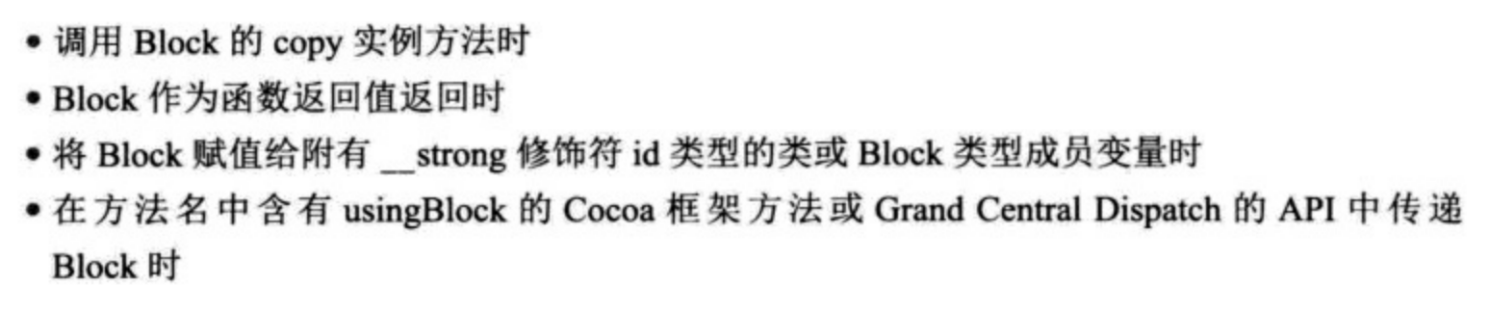 • 调用 Block 的 copy 实例方法时
• Block 作为函数返回值返回时
• 将 Block 赋值给附有 __strong 修饰符 id 类型的类或 Block 类型成员变量时
• 在方法名中含有 usingBlock 的 Cocoa 框架方法或 Grand Central Dispatch 的 API 中传递
Block 时